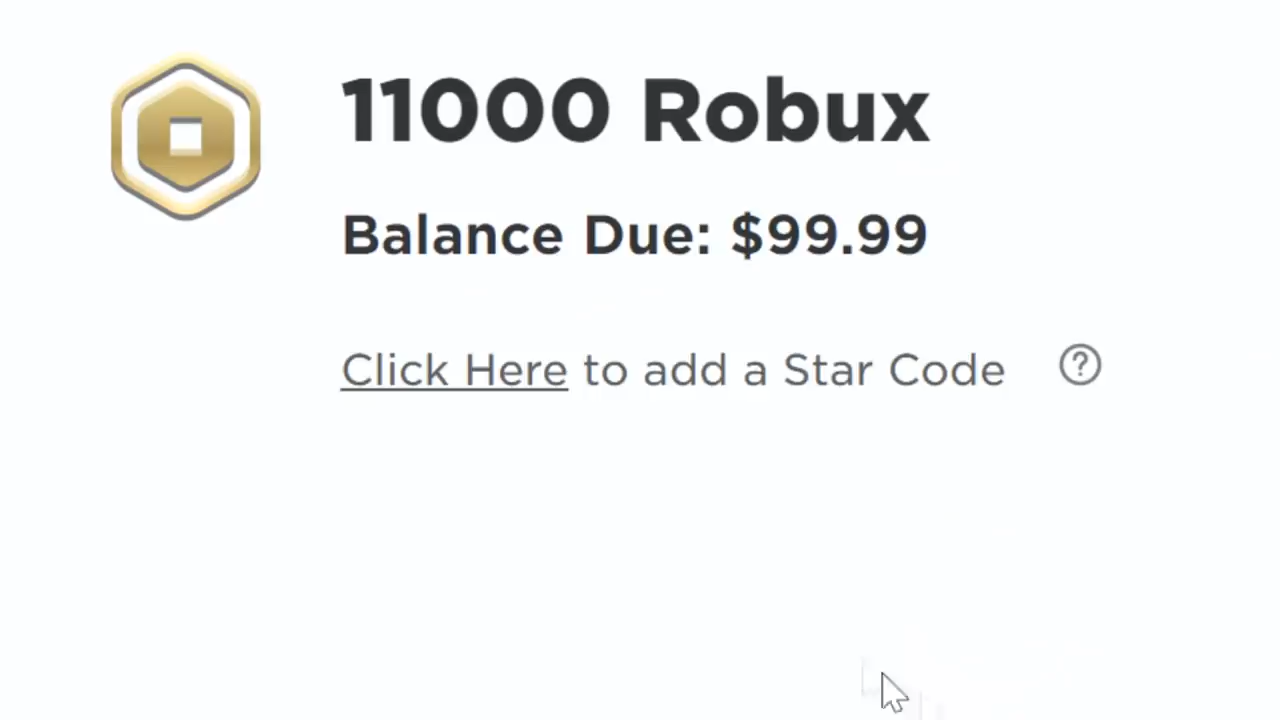 11000 Robux
Balance Due: $99.99
Click Here to add a Star Code ?